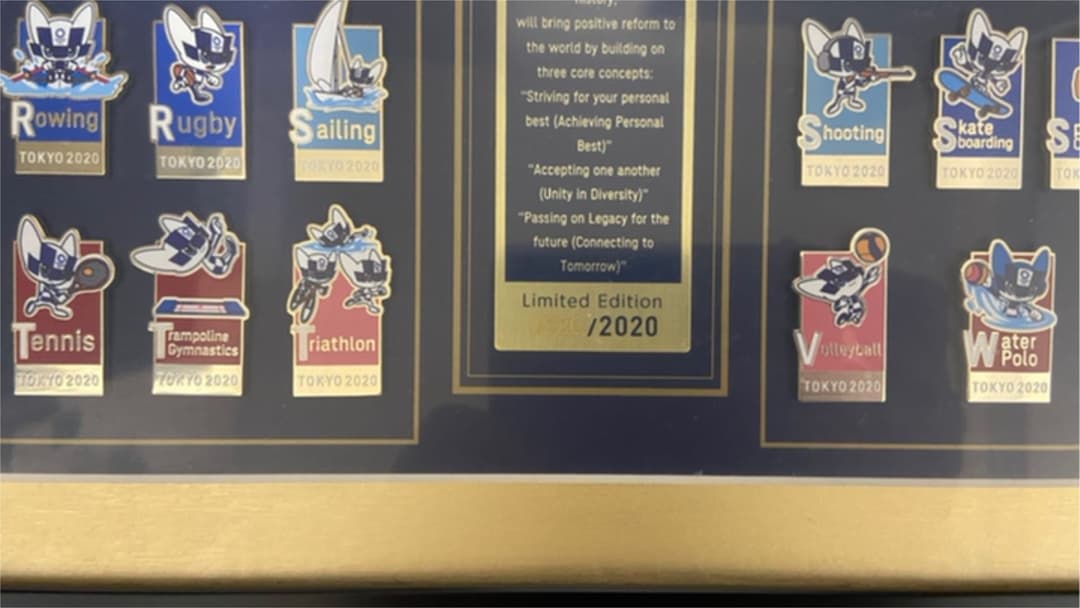 Rowing
TOKYO 2020
Rugby
TOKYO 2020
Sailing
TOKYO 2020
history,
will bring positive reform to
the world by building on
three core concepts:
"Striving for your personal
best (Achieving Personal
Best)"
"Accepting one another
(Unity in Diversity)"
"Passing on Legacy for the
future (Connecting to
Tomorrow)"
Limited Edition
/2020
Shooting
TOKYO 2020
Skate
boarding
TOKYO 2020
Tennis
TOKYO 2020
Trampoline
Gymnastics
TOKYO 2020
Triathlon
TOKYO 2020
Volleyball
TOKYO 2020
Water
Polo
TOKYO 2020